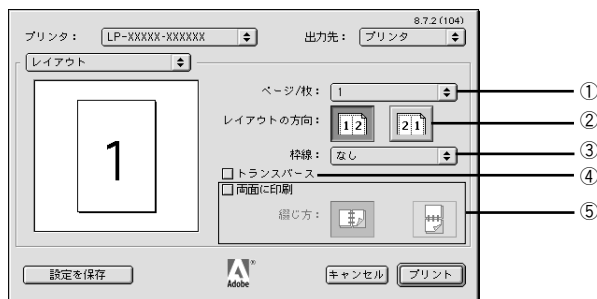 8.7.2 (104)
プリンタ： LP-XXXXX-XXXXXX 出力先： プリンタ
レイアウト
ページ/枚： 1 ①
レイアウトの方向： 1 2 2 1 ②
枠線： なし ③
トランスバース ④
両面に印刷
綴じ方： ⑤
1
設定を保存 Adobe キャンセル プリント